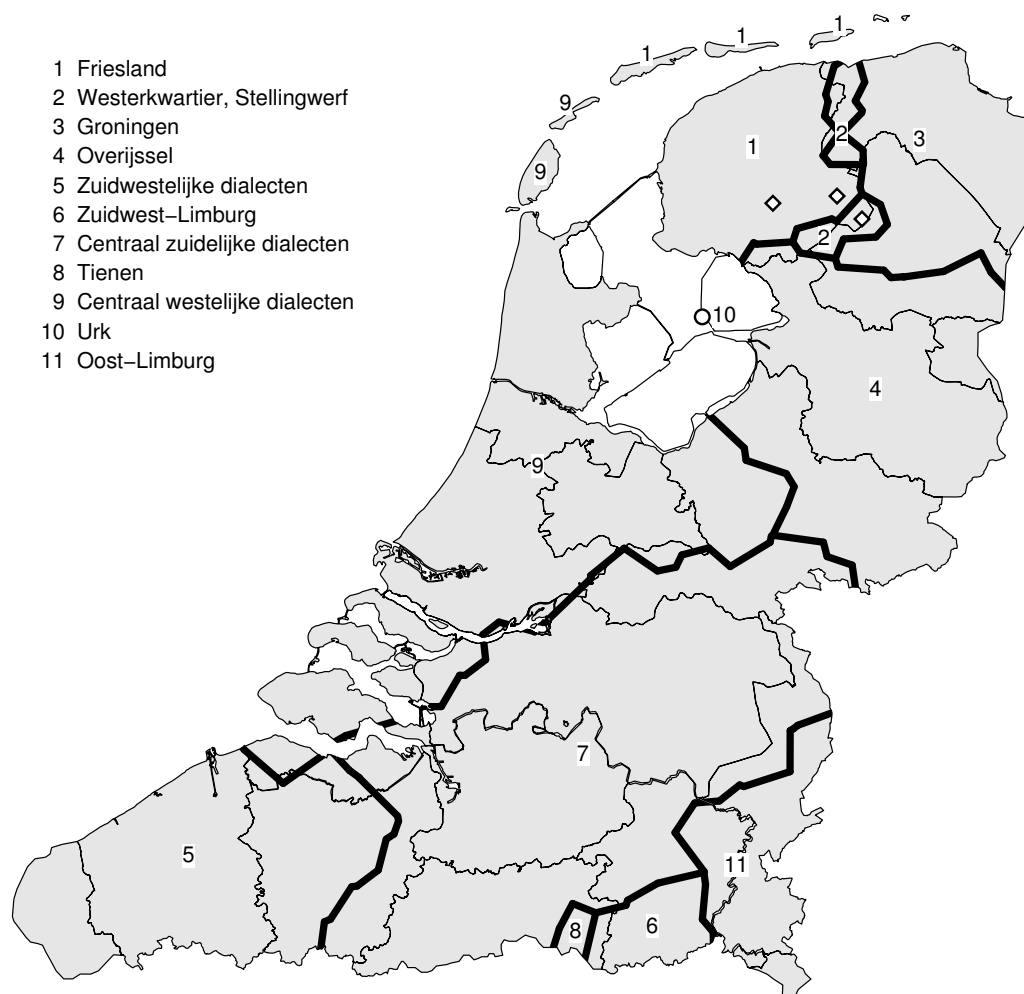 1 Friesland
2 Westerkwartier, Stellingwerf
3 Groningen
4 Overijssel
5 Zuidwestelijke dialecten
6 Zuidwest−Limburg
7 Centraal zuidelijke dialecten
8 Tienen
9 Centraal westelijke dialecten
10 Urk
11 Oost−Limburg
1
1
1
9
2
3
1
9
2
10
4
9
7
5
11
6
8